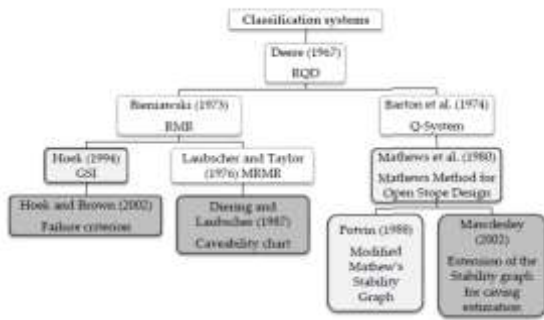 Classification systems
Deere (1967)
RQD
Bieniawski (1973)
RMR
Barton et al. (1974)
Q-System
Hoek (1994)
GSI
Laubscher and Taylor
(1976) MRMR
Mathews et al. (1980)
Mathews Method for
Open Stope Design
Hoek and Brown (2002)
Failure criterion
Diering and
Laubscher (1987)
Caveability chart
Potvin (1988)
Modified
Mathew's
Stability
Graph
Mawdesley
(2002)
Extension of the
Stability graph
for caving
estimation